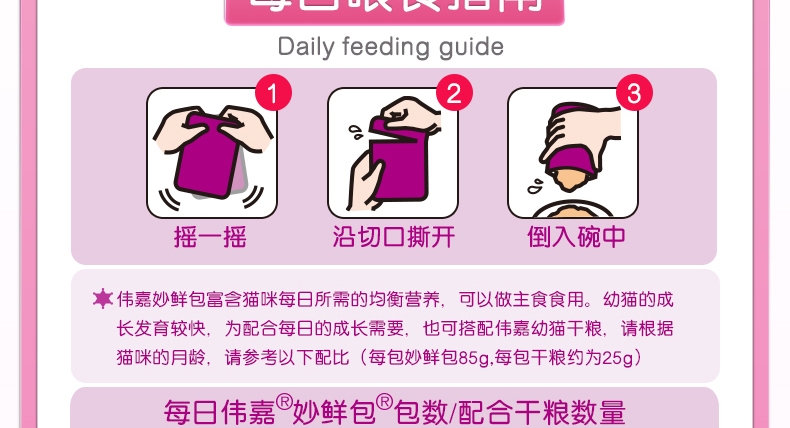 每日喂食指南
Daily feeding guide
1 2 3
摇一摇 沿切口撕开 倒入碗中
伟嘉妙鲜包富含猫咪每日所需的均衡营养，可以做主食食用。幼猫的成
长发育较快，为配合每日的成长需要，也可搭配伟嘉幼猫干粮，请根据
猫咪的月龄，请参考以下配比（每包妙鲜包85g,每包干粮约为25g）
每日伟嘉®妙鲜包®包数/配合干粮数量